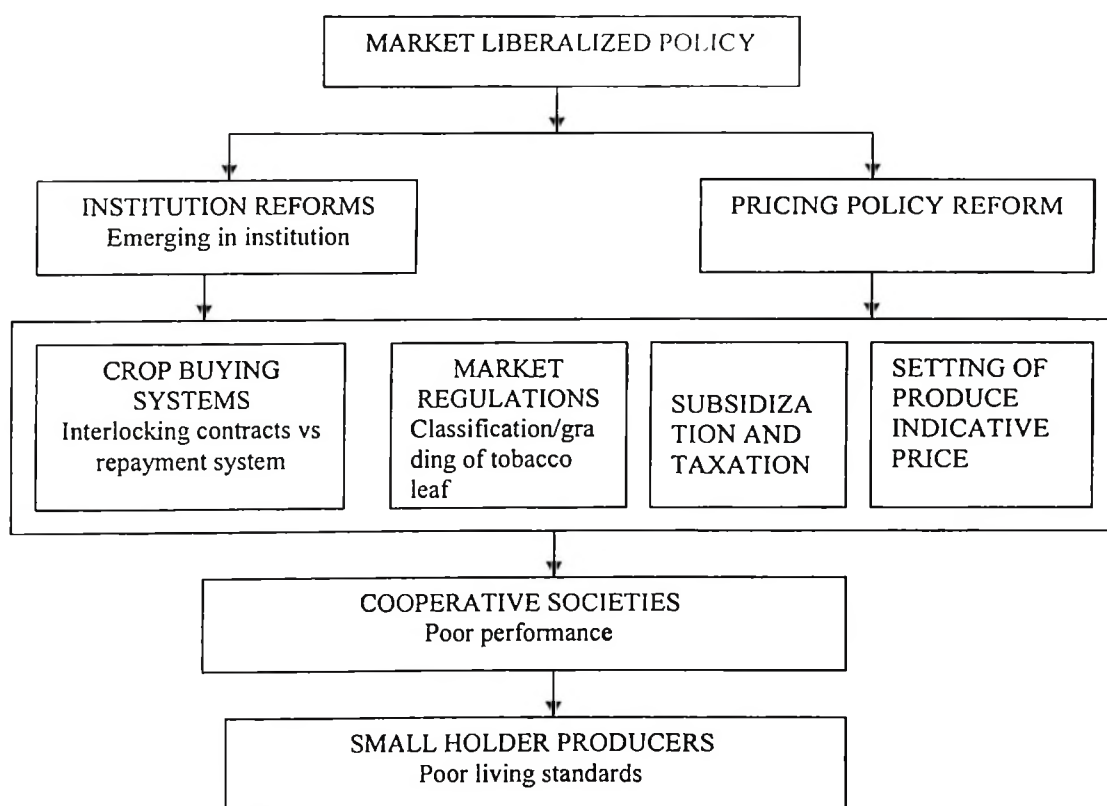 MARKET LIBERALIZED POLICY
INSTITUTION REFORMS
Emerging in institution
PRICING POLICY REFORM
CROP BUYING
SYSTEMS
Interlocking contracts vs
repayment system
MARKET
REGULATIONS
Classification/gra
ding of tobacco
leaf
SUBSIDIZA
TION AND
TAXATION
SETTING OF
PRODUCE
INDICATIVE
PRICE
COOPERATIVE SOCIETIES
Poor performance
SMALL HOLDER PRODUCERS
Poor living standards